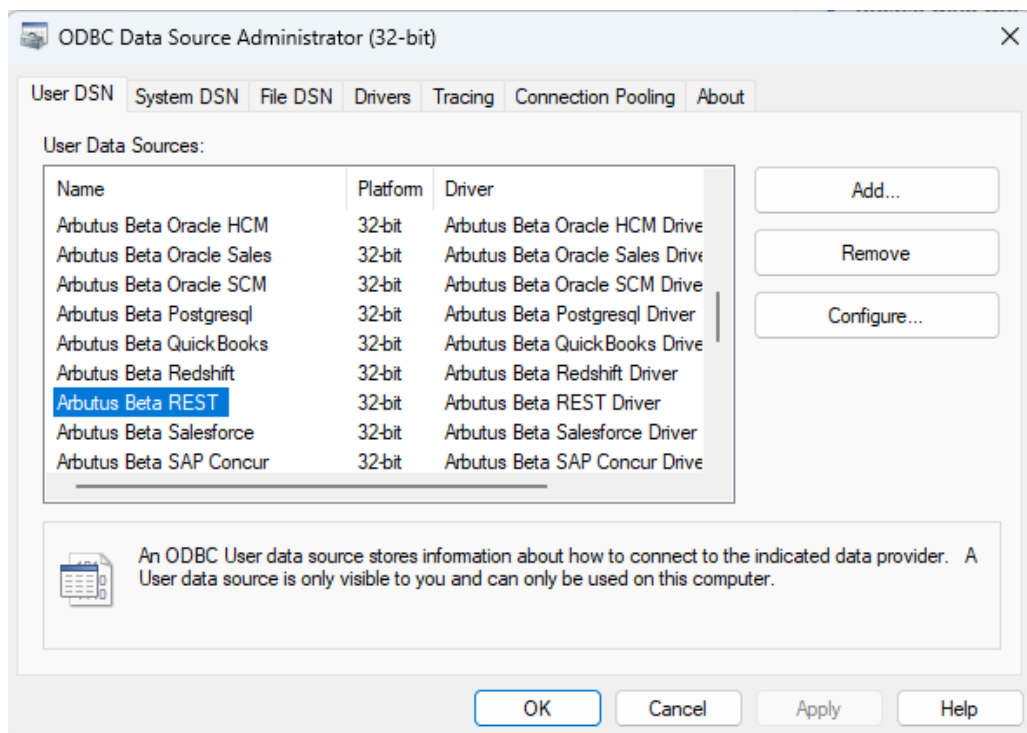 ODBC Data Source Administrator (32-bit)
User DSN System DSN File DSN Drivers Tracing Connection Pooling About
User Data Sources:
Name Platform Driver
Arbutus Beta Oracle HCM 32-bit Arbutus Beta Oracle HCM Drive
Arbutus Beta Oracle Sales 32-bit Arbutus Beta Oracle Sales Drive
Arbutus Beta Oracle SCM 32-bit Arbutus Beta Oracle SCM Drive
Arbutus Beta Postgresql 32-bit Arbutus Beta Postgresql Driver
Arbutus Beta QuickBooks 32-bit Arbutus Beta QuickBooks Drive
Arbutus Beta Redshift 32-bit Arbutus Beta Redshift Driver
Arbutus Beta REST 32-bit Arbutus Beta REST Driver
Arbutus Beta Salesforce 32-bit Arbutus Beta Salesforce Driver
Arbutus Beta SAP Concur 32-bit Arbutus Beta SAP Concur Drive
Add...
Remove
Configure...
An ODBC User data source stores information about how to connect to the indicated data provider. A
User data source is only visible to you and can only be used on this computer.
OK Cancel Apply Help